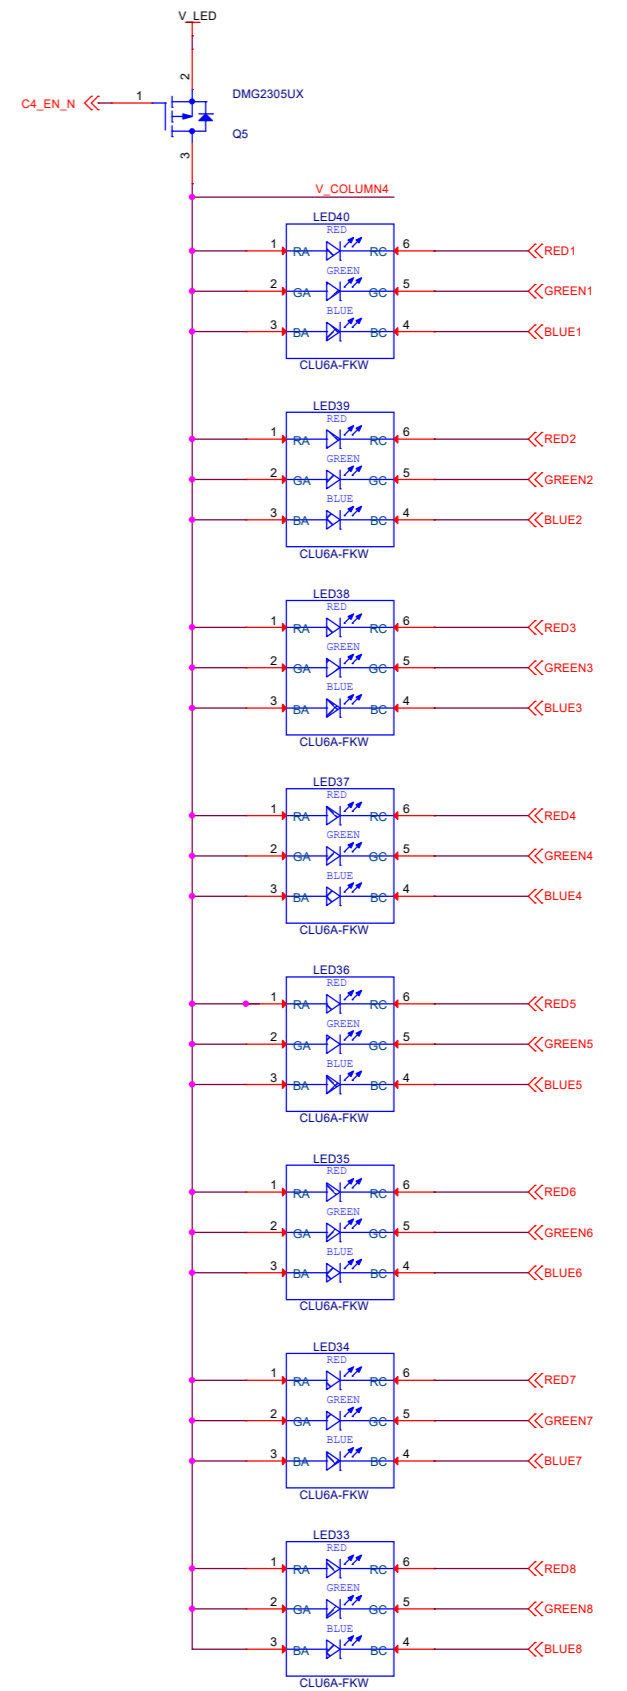 V_LED
2
C4_EN_N
1
DMG2305UX
Q5
3
V_COLUMN4
LED40
RED
1 RA RC 6 RED1
GREEN
2 GA GC 5 GREEN1
BLUE
3 BA BC 4 BLUE1
CLU6A-FKW
LED39
RED
1 RA RC 6 RED2
GREEN
2 GA GC 5 GREEN2
BLUE
3 BA BC 4 BLUE2
CLU6A-FKW
LED38
RED
1 RA RC 6 RED3
GREEN
2 GA GC 5 GREEN3
BLUE
3 BA BC 4 BLUE3
CLU6A-FKW
LED37
RED
1 RA RC 6 RED4
GREEN
2 GA GC 5 GREEN4
BLUE
3 BA BC 4 BLUE4
CLU6A-FKW
LED36
RED
1 RA RC 6 RED5
GREEN
2 GA GC 5 GREEN5
BLUE
3 BA BC 4 BLUE5
CLU6A-FKW
LED35
RED
1 RA RC 6 RED6
GREEN
2 GA GC 5 GREEN6
BLUE
3 BA BC 4 BLUE6
CLU6A-FKW
LED34
RED
1 RA RC 6 RED7
GREEN
2 GA GC 5 GREEN7
BLUE
3 BA BC 4 BLUE7
CLU6A-FKW
LED33
RED
1 RA RC 6 RED8
GREEN
2 GA GC 5 GREEN8
BLUE
3 BA BC 4 BLUE8
CLU6A-FKW